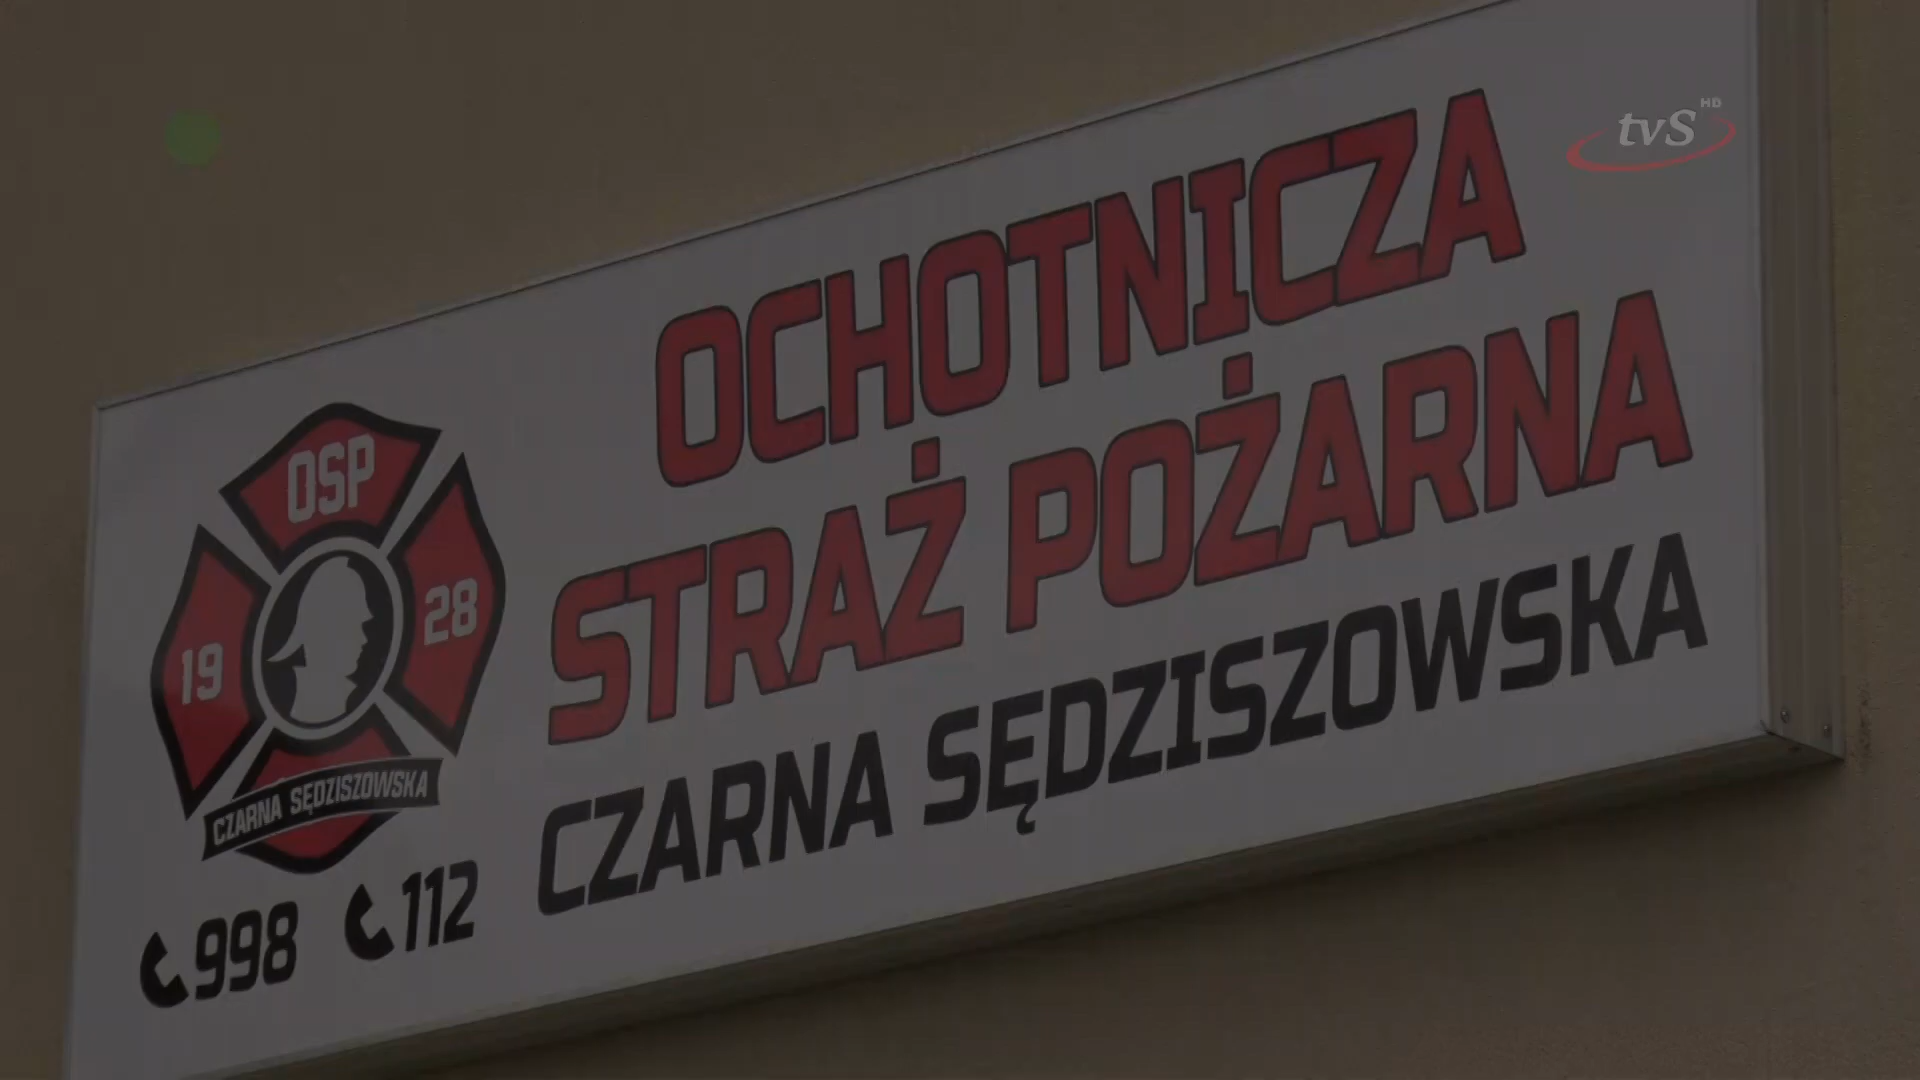 tvS HD
OCHOTNICZA
STRAŻ POŻARNA
CZARNA SĘDZISZOWSKA
OSP
19 28
CZARNA SĘDZISZOWSKA
998 112